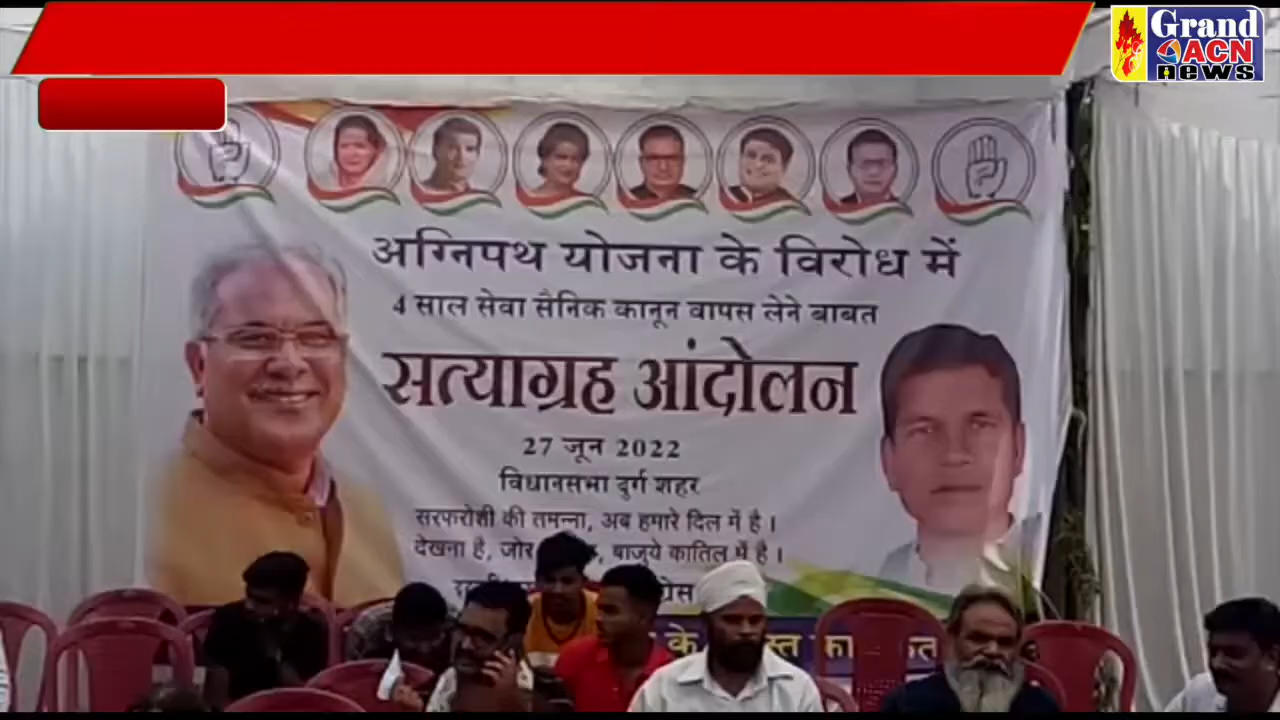 Grand
ACN
news
अग्निपथ योजना के विरोध में
4 साल सेवा सैनिक कानून वापस लेने बाबत
सत्याग्रह आंदोलन
27 जून 2022
विधानसभा दुर्ग शहर
सरफरोशी की तमन्ना, अब हमारे दिल में है ।
देखना है, जोर बाजुये कातिल में है ।
के